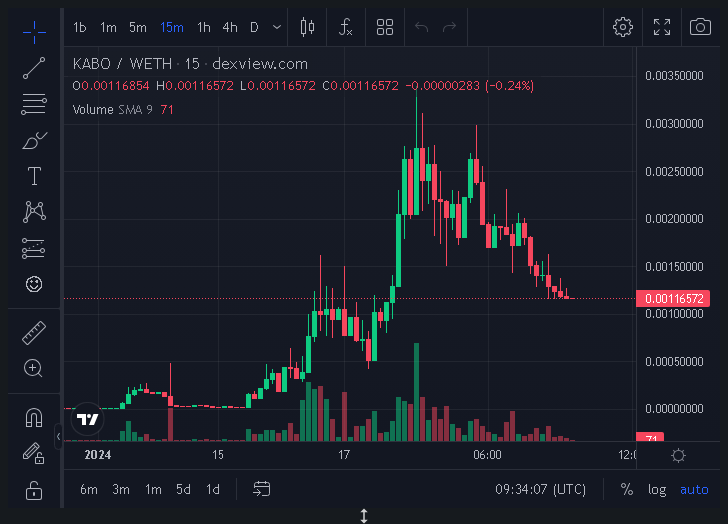 1b 1m 5m 15m 1h 4h D
KABO / WETH · 15 · dexview.com
O0.00116854 H0.00116572 L0.00116572 C0.00116572 −0.00000283 (−0.24%)
Volume SMA 9 71
0.00350000
0.00300000
0.00250000
0.00200000
0.00150000
0.00116572
0.00100000
0.00050000
0.00000000
71
2024 15 17 06:00 12:0
6m 3m 1m 5d 1d 09:34:07 (UTC) % log auto